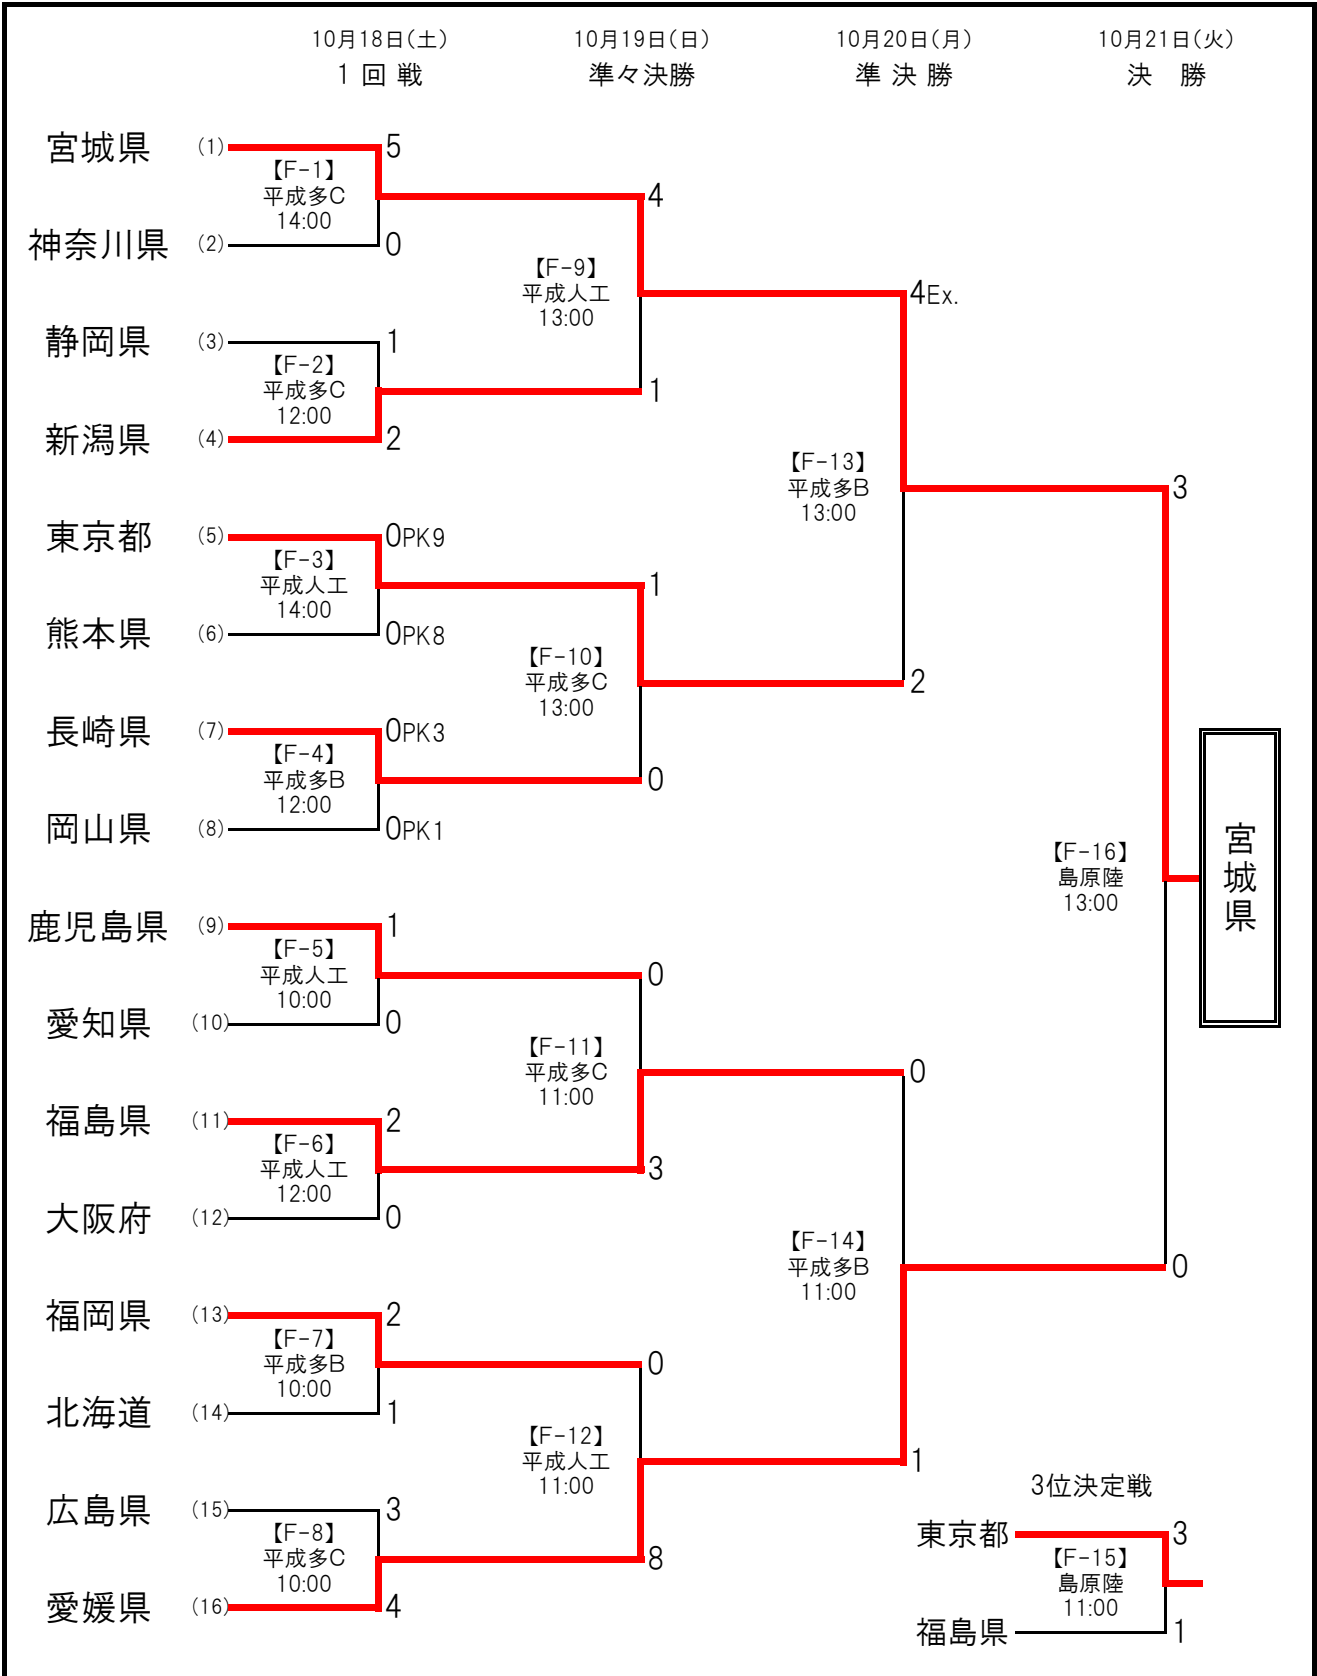 10月18日(土) 10月19日(日) 10月20日(月) 10月21日(火)
1 回 戦 準々決勝 準 決 勝 決 勝
宮城県 (1) 5
【F-1】
平成多C
14:00
4
神奈川県 (2) 0
【F-9】
平成人工
13:00
4Ex.
静岡県 (3) 1
【F-2】
平成多C
12:00
1
新潟県 (4) 2
【F-13】
平成多B
13:00
3
東京都 (5) 0PK9
【F-3】
平成人工
14:00
1
熊本県 (6) 0PK8
【F-10】
平成多C
13:00
2
長崎県 (7) 0PK3
【F-4】
平成多B
12:00
0
岡山県 (8) 0PK1
【F-16】
島原陸
13:00
宮城県
鹿児島県 (9) 1
【F-5】
平成人工
10:00
0
愛知県 (10) 0
【F-11】
平成多C
11:00
0
福島県 (11) 2
【F-6】
平成人工
12:00
3
大阪府 (12) 0
【F-14】
平成多B
11:00
0
福岡県 (13) 2
【F-7】
平成多B
10:00
0
北海道 (14) 1
【F-12】
平成人工
11:00
1
広島県 (15) 3
【F-8】
平成多C
10:00
8
愛媛県 (16) 4
3位決定戦
東京都 3
【F-15】
島原陸
11:00
福島県 1